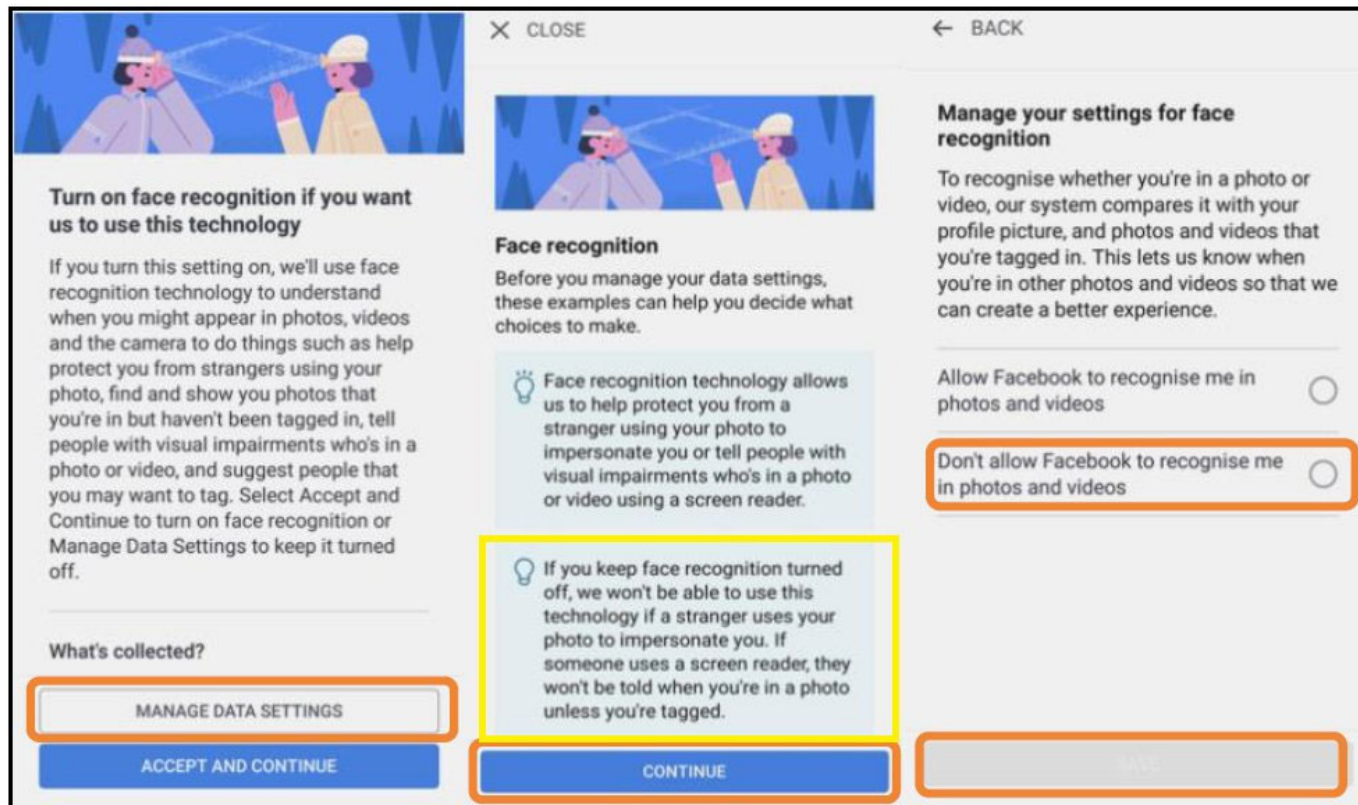 Turn on face recognition if you want
us to use this technology
If you turn this setting on, we'll use face
recognition technology to understand
when you might appear in photos, videos
and the camera to do things such as help
protect you from strangers using your
photo, find and show you photos that
you're in but haven't been tagged in, tell
people with visual impairments who's in a
photo or video, and suggest people that
you may want to tag. Select Accept and
Continue to turn on face recognition or
Manage Data Settings to keep it turned
off.
What's collected?
MANAGE DATA SETTINGS
ACCEPT AND CONTINUE
CLOSE
Face recognition
Before you manage your data settings,
these examples can help you decide what
choices to make.
Face recognition technology allows
us to help protect you from a
stranger using your photo to
impersonate you or tell people with
visual impairments who's in a photo
or video using a screen reader.
If you keep face recognition turned
off, we won't be able to use this
technology if a stranger uses your
photo to impersonate you. If
someone uses a screen reader, they
won't be told when you're in a photo
unless you're tagged.
CONTINUE
BACK
Manage your settings for face
recognition
To recognise whether you're in a photo or
video, our system compares it with your
profile picture, and photos and videos that
you're tagged in. This lets us know when
you're in other photos and videos so that we
can create a better experience.
Allow Facebook to recognise me in
photos and videos
Don't allow Facebook to recognise me
in photos and videos
SAVE